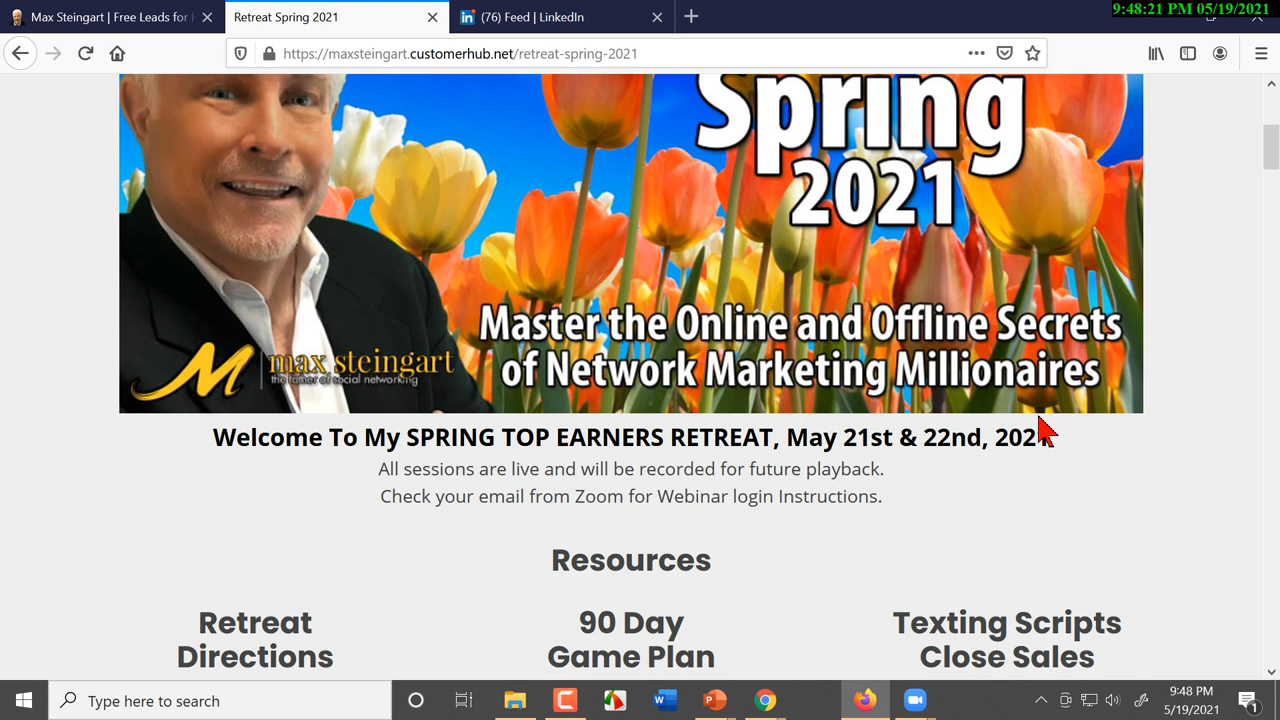 9:48:21 PM 05/19/2021
Max Steingart | Free Leads for
Retreat Spring 2021
in (76) Feed | LinkedIn
https://maxsteingart.customerhub.net/retreat-spring-2021
Spring
2021
Master the Online and Offline Secrets
of Network Marketing Millionaires
M max steingart
the father of social networking
Welcome To My SPRING TOP EARNERS RETREAT, May 21st & 22nd, 2021
All sessions are live and will be recorded for future playback.
Check your email from Zoom for Webinar login Instructions.
Resources
Retreat
Directions
90 Day
Game Plan
Texting Scripts
Close Sales
Type here to search
9:48 PM
5/19/2021
1